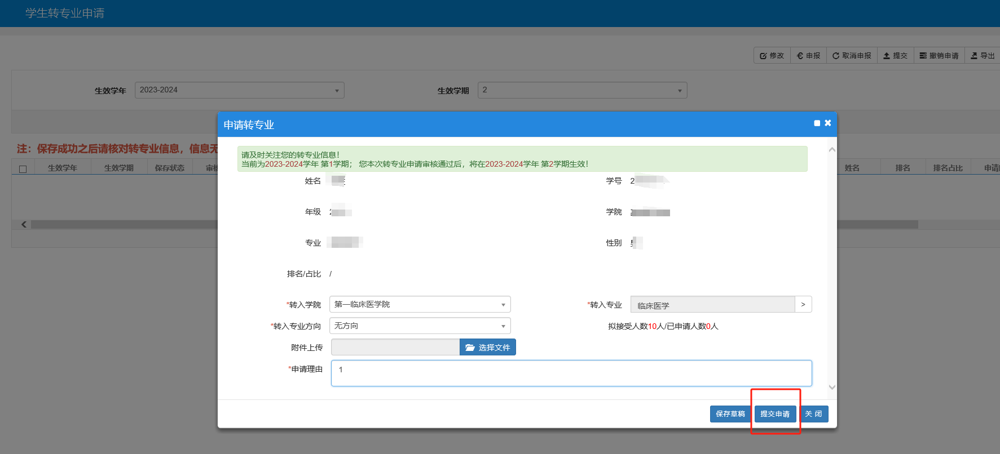 学生转专业申请
修改 申报 取消申报 提交 撤销申请 导出
生效学年 2023-2024 生效学期 2
申请转专业
注：保存成功之后请核对转专业信息，信息无
生效学年 生效学期 保存状态 审核 姓名 排名 排名占比 申请
请及时关注您的转专业信息！
当前为2023-2024学年 第1学期； 您本次转专业申请审核通过后，将在2023-2024学年 第2学期生效！
姓名 学号 2
年级 学院
专业 性别
排名/占比 /
*转入学院 第一临床医学院 *转入专业 临床医学 >
*转入专业方向 无方向 拟接受人数10人/已申请人数0人
附件上传 选择文件
*申请理由 1
保存草稿 提交申请 关 闭